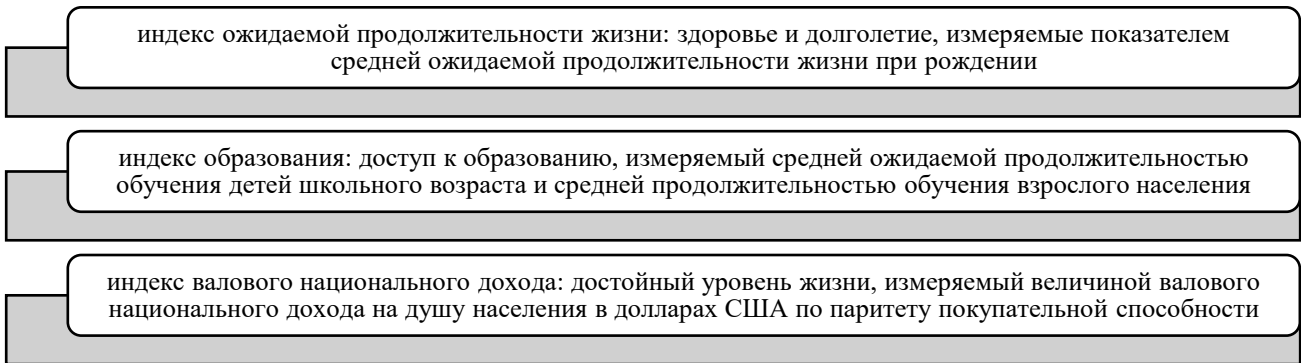 индекс ожидаемой продолжительности жизни: здоровье и долголетие, измеряемые показателем
средней ожидаемой продолжительности жизни при рождении
индекс образования: доступ к образованию, измеряемый средней ожидаемой продолжительностью
обучения детей школьного возраста и средней продолжительностью обучения взрослого населения
индекс валового национального дохода: достойный уровень жизни, измеряемый величиной валового
национального дохода на душу населения в долларах США по паритету покупательной способности